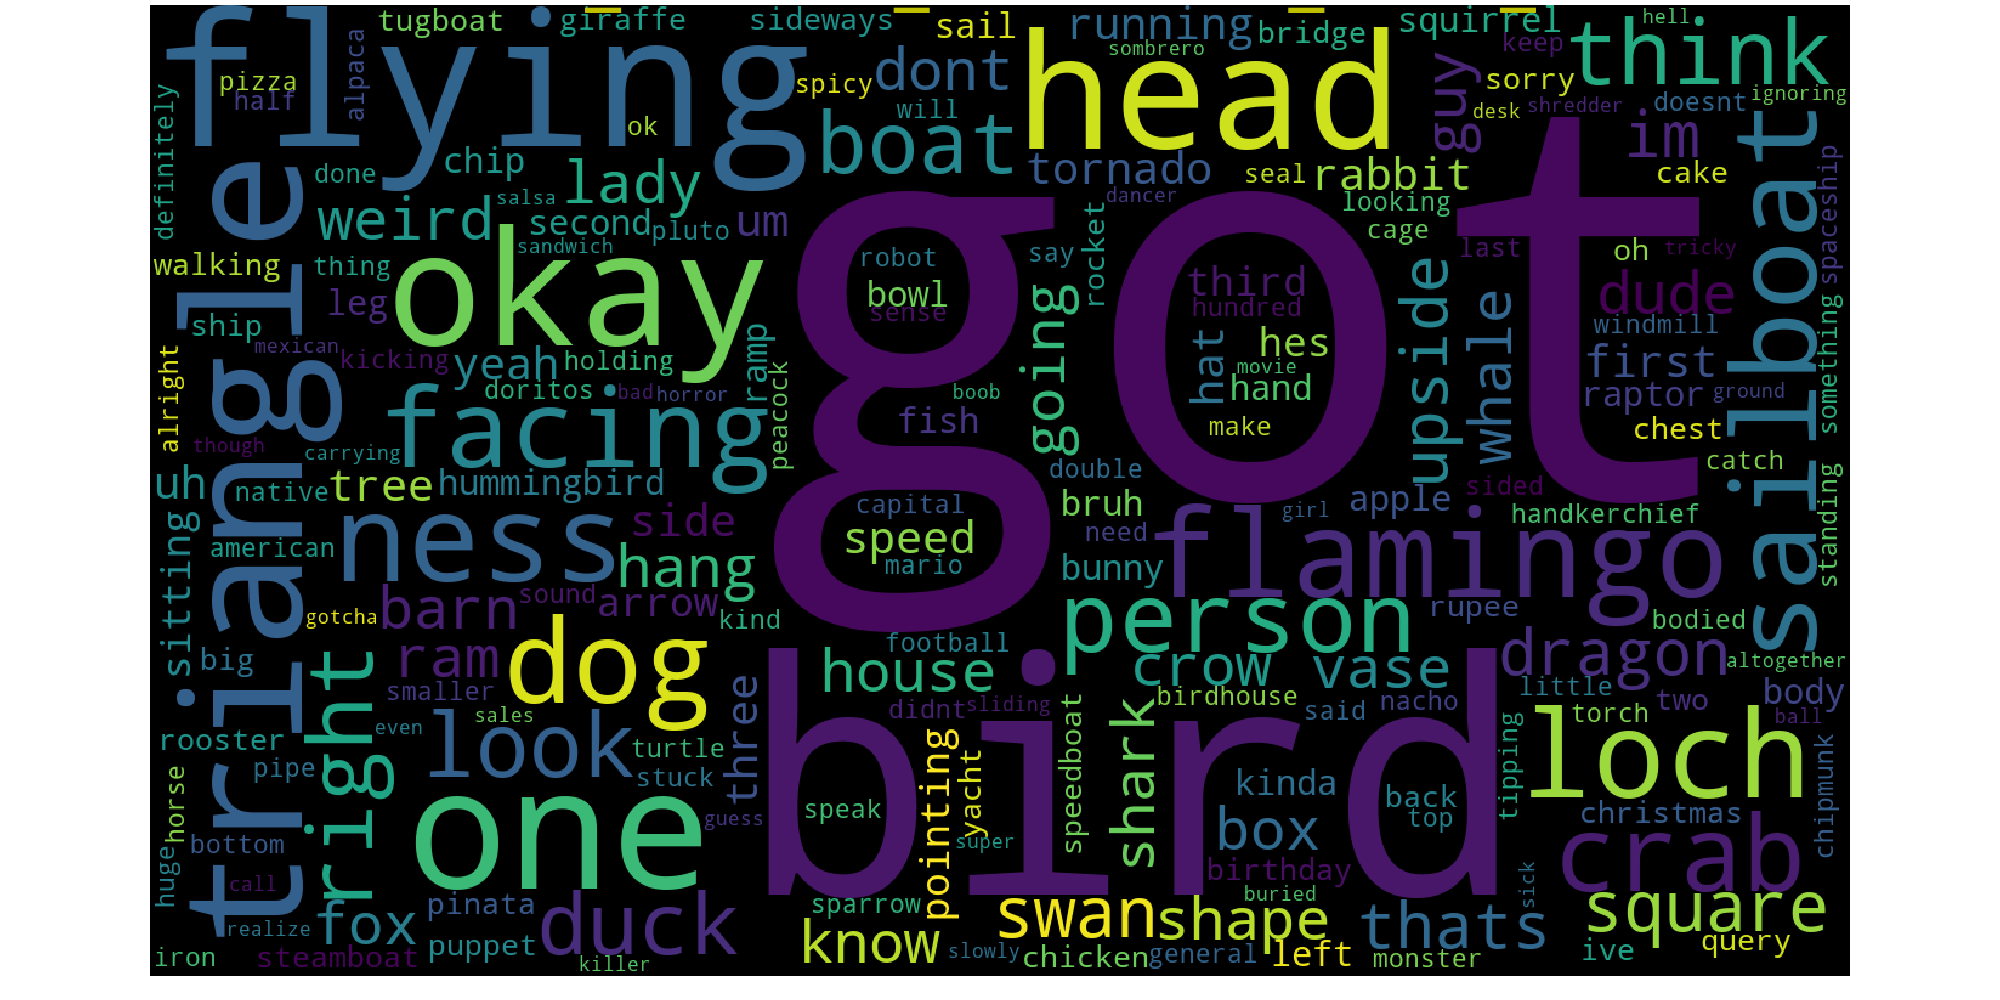 tugboat
giraffe
sideways
sail
running
squirrel
hell
pizza
half
alpaca
flying
spicy
dont
sombrero
bridge
head
keep
think
sorry
guy
desk
shredder
doesnt
ignoring
definitely
ok
will
boat
im
chip
done
lady
tornado
seal
rabbit
cake
sailboat
spaceship
salsa
weird
second
pluto
um
dancer
looking
cage
rocket
say
last
oh
tricky
walking
thing
sandwich
okay
got
robot
bowl
sense
third
hundred
going
upside
whale
dude
leg
ship
mexican
kicking
yeah
holding
ramp
hat
hes
movie
hand
windmill
first
something
alright
doritos
bad
horror
boob
raptor
ground
triangle
facing
peacock
fish
make
chest
though
carrying
catch
uh
native
tree
hummingbird
double
sided
standing
sitting
american
ness
side
capital
speed
mario
bruh
need
girl
apple
handkerchief
flamingo
hang
bunny
gotcha
barn
sound
arrow
kind
person
rupee
bodied
big
right
ram
dog
football
house
crow
vase
dragon
altogether
smaller
three
birdhouse
little
two
body
rooster
even
sales
look
turtle
bird
didnt
sliding
speedboat
shark
said
nacho
torch
ball
loch
pipe
stuck
horse
guess
pointing
yacht
speak
kinda
back
top
tipping
christmas
chipmunk
bottom
one
super
box
crab
huge
call
birthday
buried
sick
realize
fox
pinata
duck
sparrow
swan
shape
thats
square
iron
steamboat
puppet
killer
know
slowly
chicken
general
left
monster
ive
query